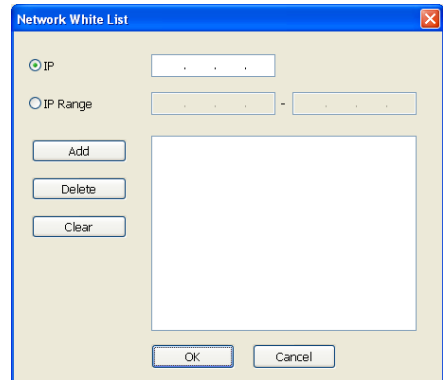 Network White List
IP
. . .
IP Range
. . . - . . .
Add
Delete
Clear
OK Cancel